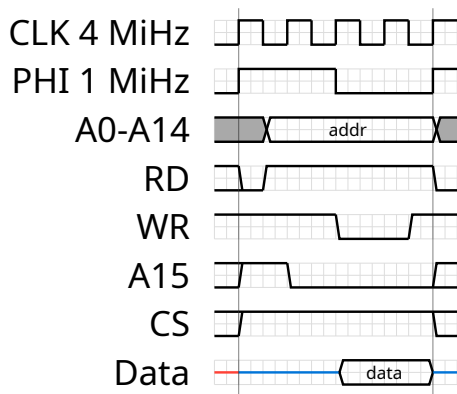 CLK 4 MiHz
PHI 1 MiHz
A0-A14 addr
RD
WR
A15
CS
Data data